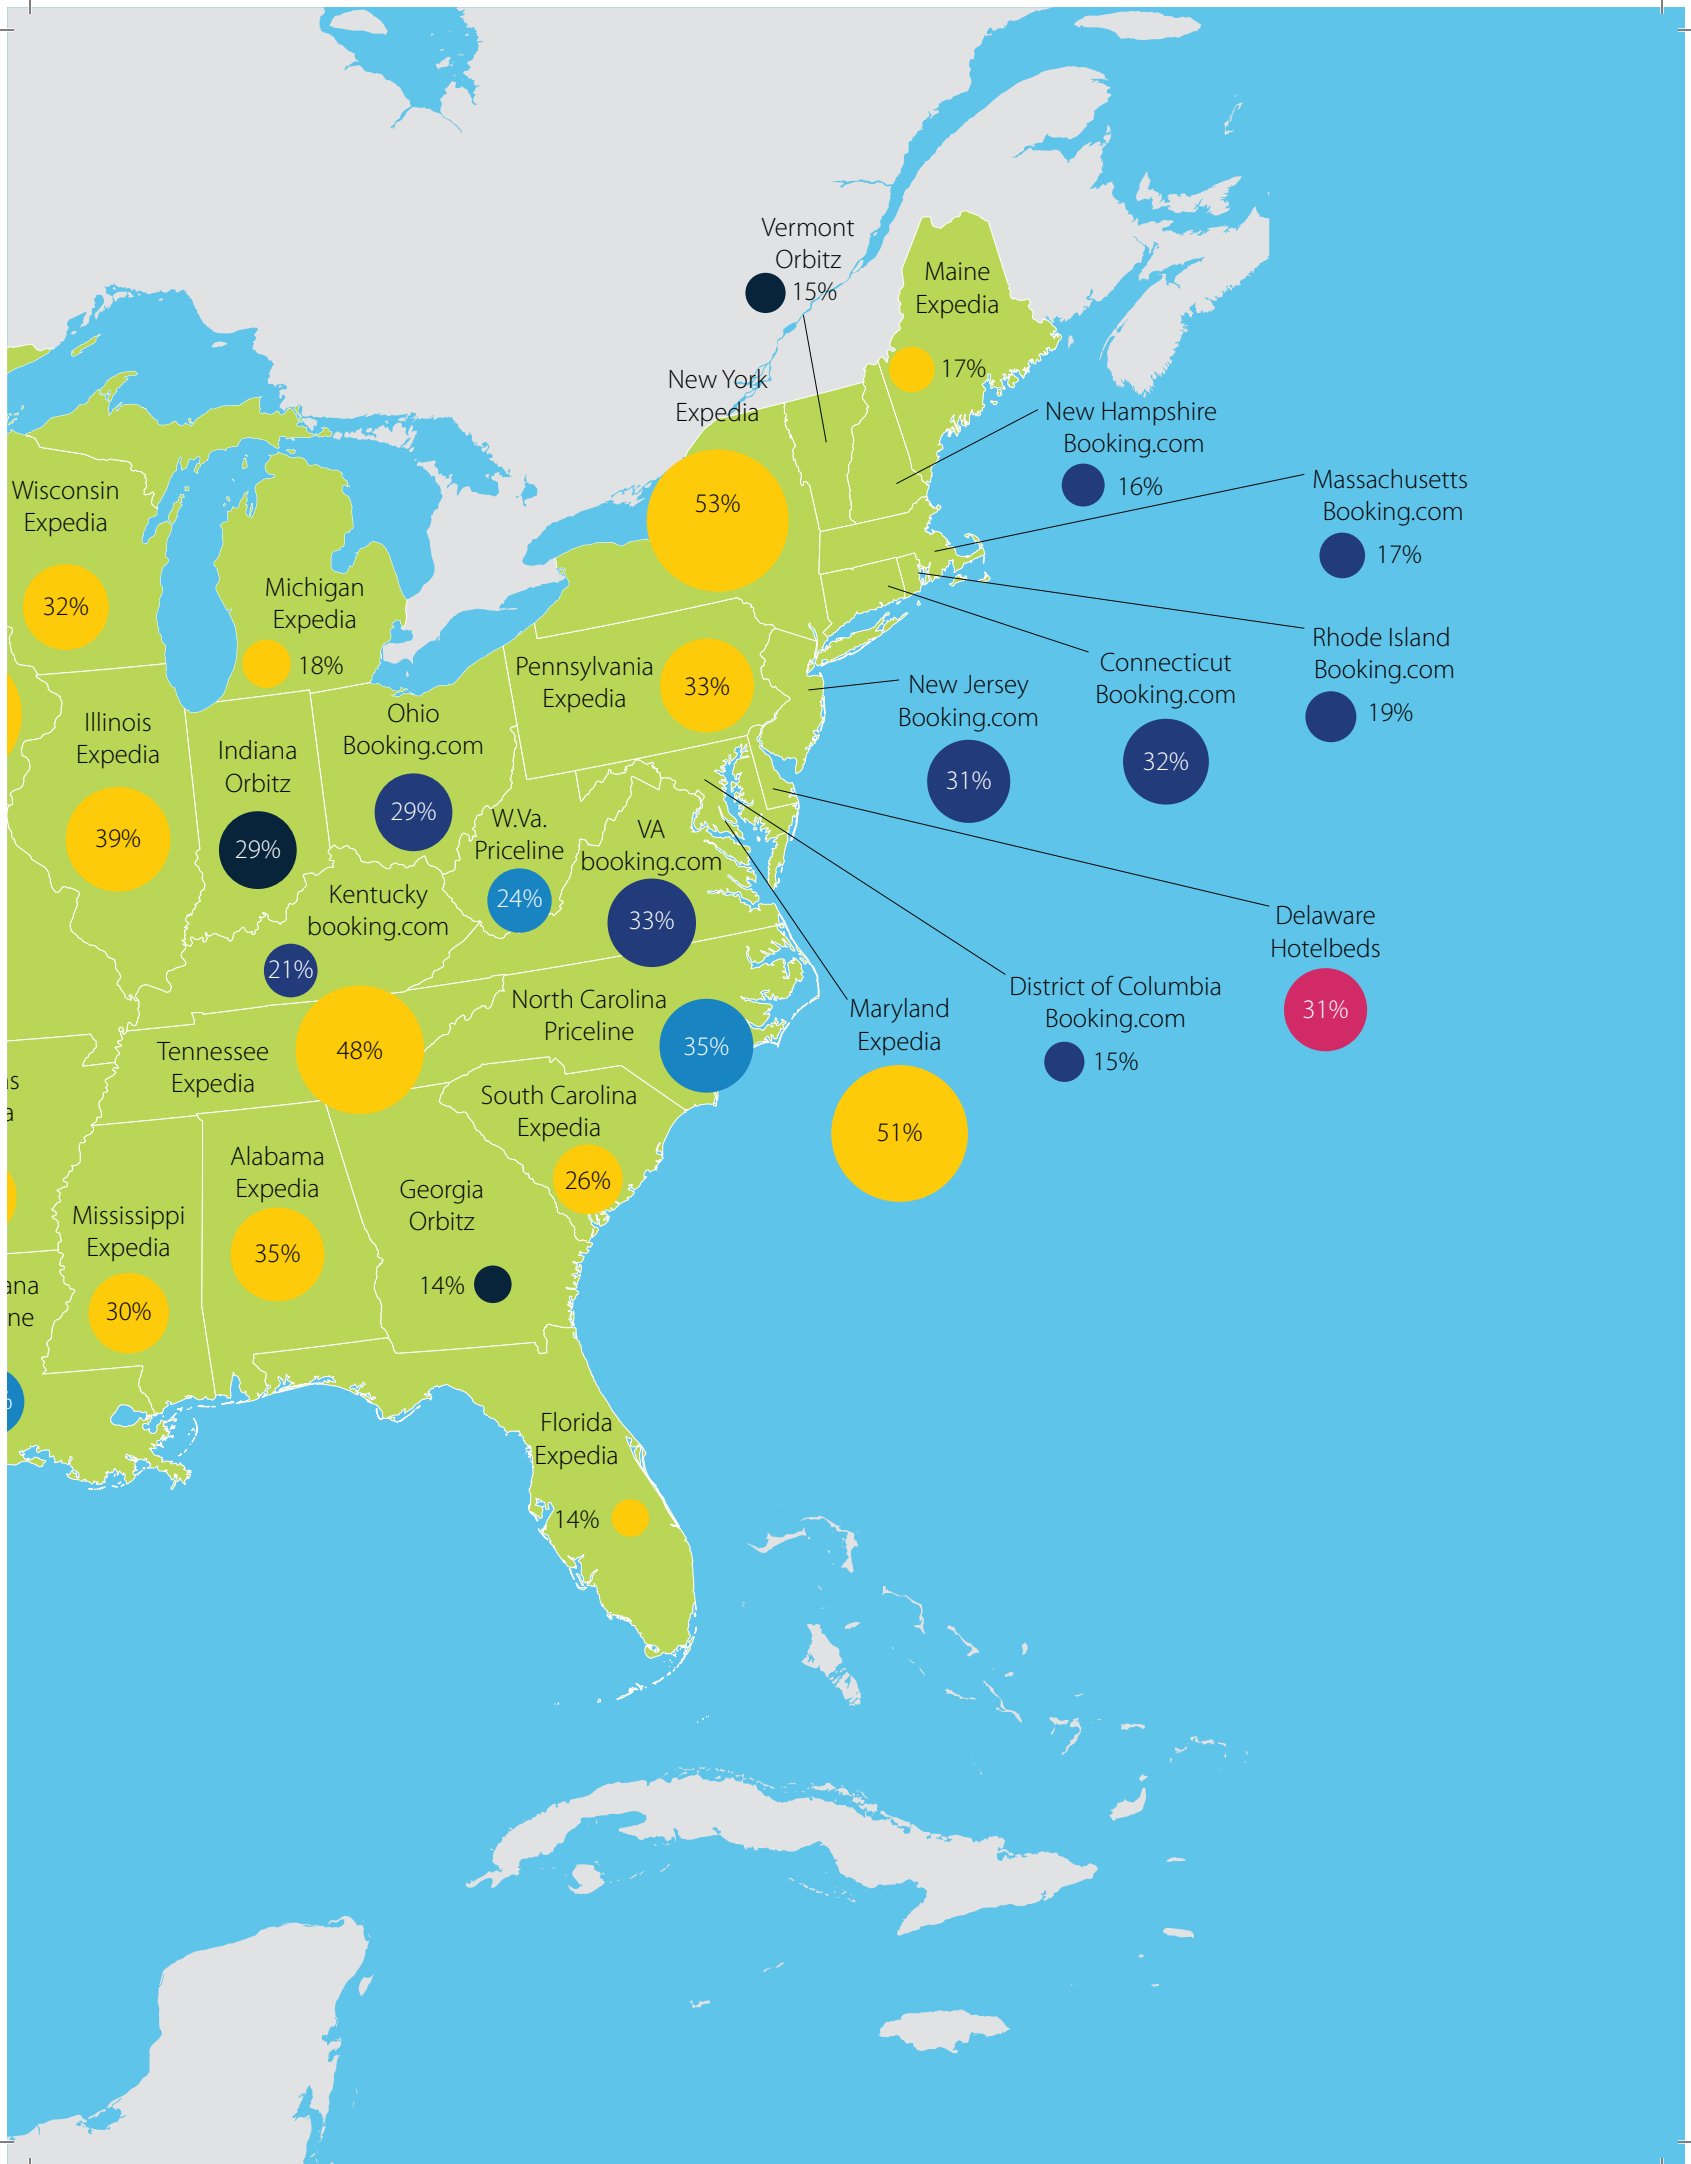 Vermont
Orbitz
15%
Maine
Expedia
17%
New York
Expedia
53%
New Hampshire
Booking.com
16%
Massachusetts
Booking.com
17%
Wisconsin
Expedia
32%
Michigan
Expedia
18%
Rhode Island
Booking.com
19%
Connecticut
Booking.com
32%
New Jersey
Booking.com
31%
Pennsylvania
Expedia
33%
Illinois
Expedia
39%
Indiana
Orbitz
29%
Ohio
Booking.com
29%
W.Va.
Priceline
24%
VA
booking.com
33%
Kentucky
booking.com
21%
Delaware
Hotelbeds
31%
District of Columbia
Booking.com
15%
Maryland
Expedia
51%
North Carolina
Priceline
35%
Tennessee
Expedia
48%
South Carolina
Expedia
26%
Alabama
Expedia
35%
Georgia
Orbitz
14%
Mississippi
Expedia
30%
ana
ne
Florida
Expedia
14%